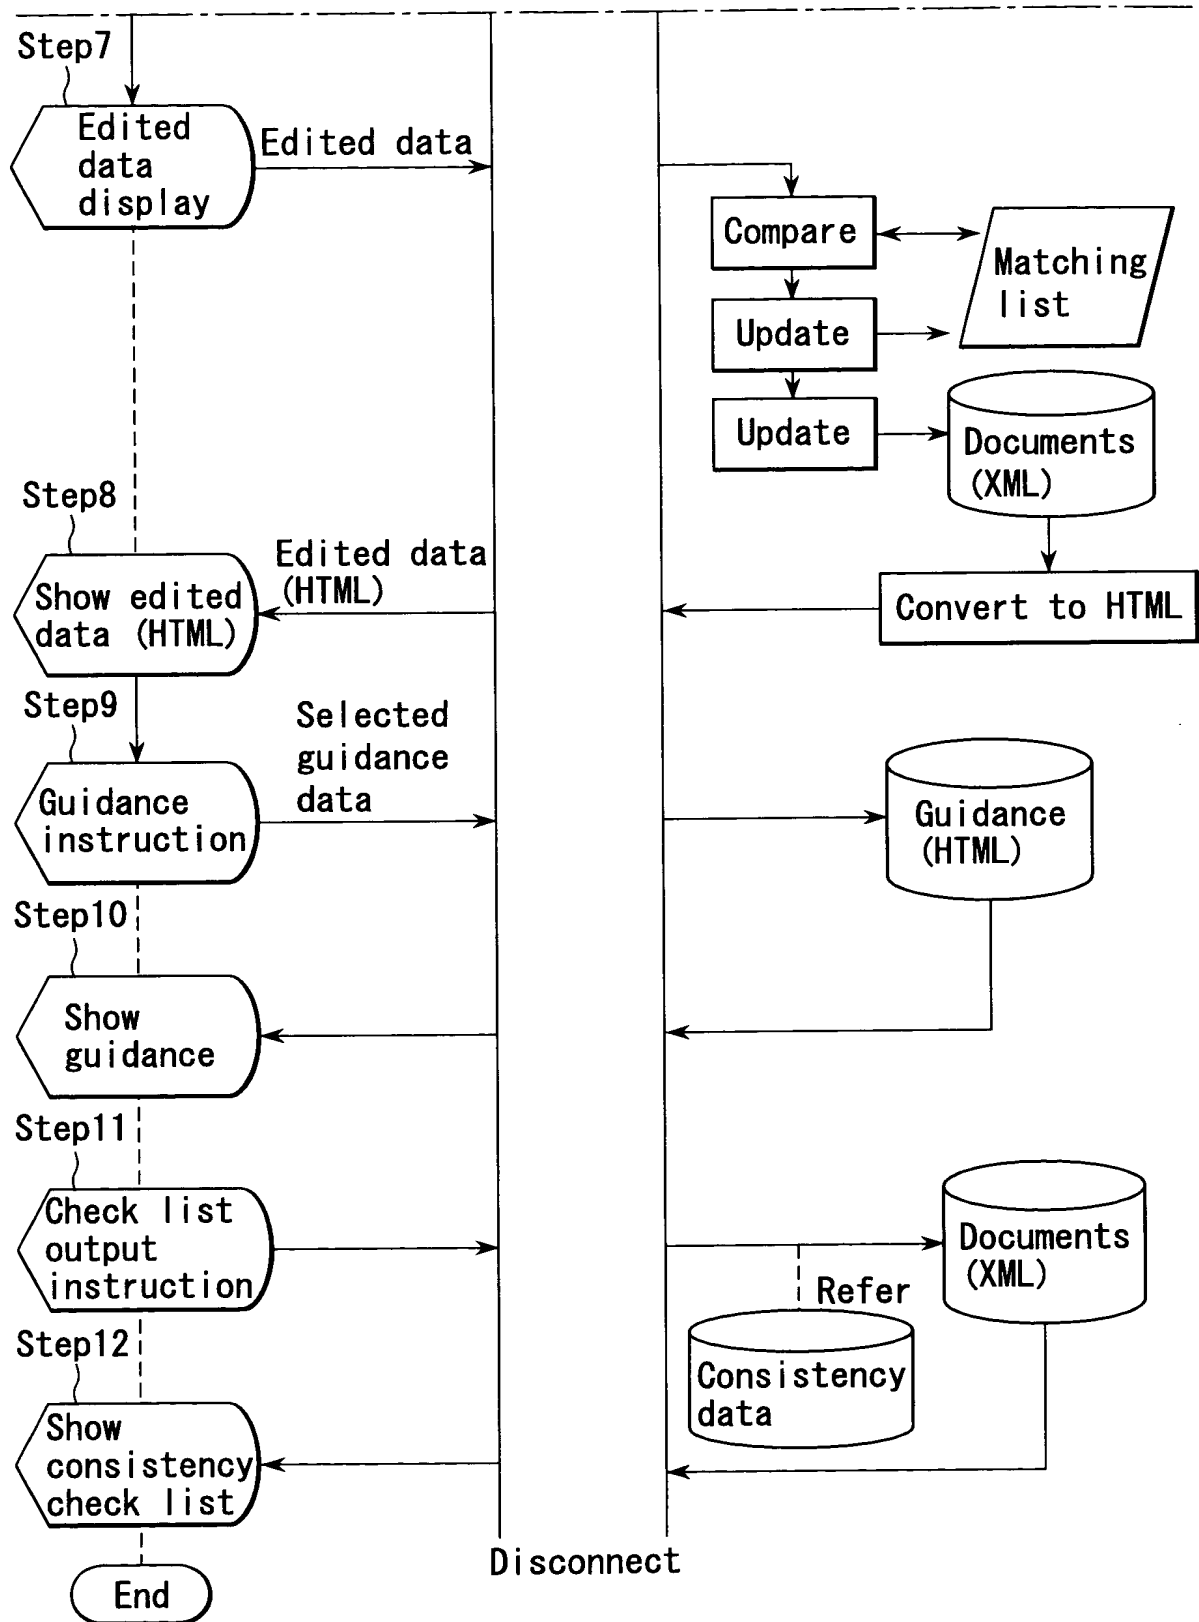 Step7
Edited
data
display
Edited data
Compare
Matching
list
Update
Update
Documents
(XML)
Step8
Show edited
data (HTML)
Edited data
(HTML)
Convert to HTML
Step9
Guidance
instruction
Selected
guidance
data
Guidance
(HTML)
Step10
Show
guidance
Step11
Check list
output
instruction
Documents
(XML)
Refer
Consistency
data
Step12
Show
consistency
check list
Disconnect
End